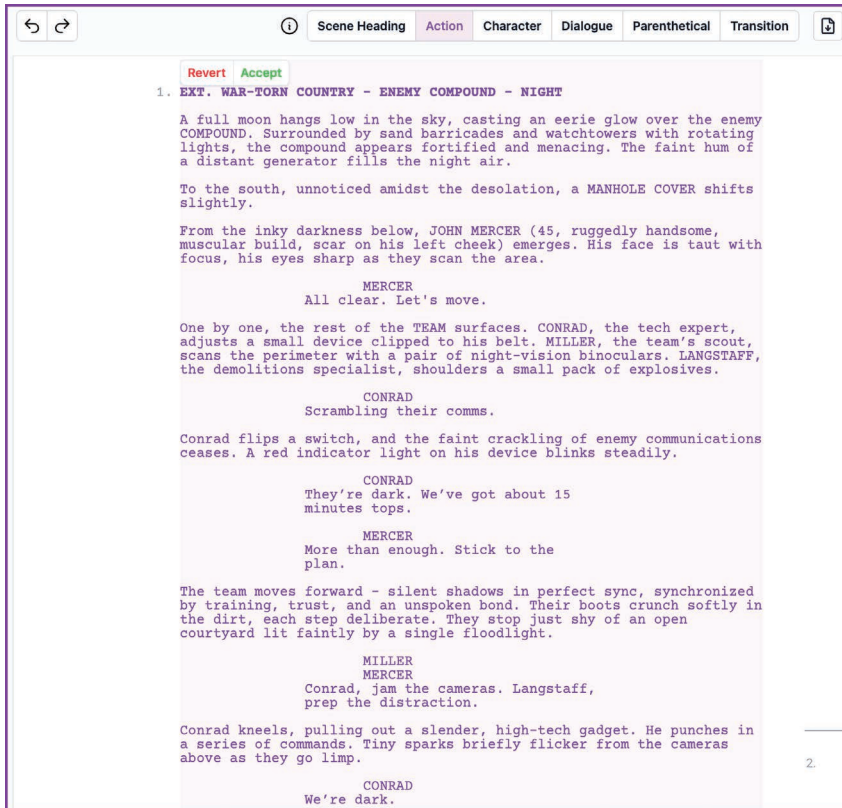 Scene Heading Action Character Dialogue Parenthetical Transition
Revert Accept
1. EXT. WAR-TORN COUNTRY - ENEMY COMPOUND - NIGHT
A full moon hangs low in the sky, casting an eerie glow over the enemy
COMPOUND. Surrounded by sand barricades and watchtowers with rotating
lights, the compound appears fortified and menacing. The faint hum of
a distant generator fills the night air.
To the south, unnoticed amidst the desolation, a MANHOLE COVER shifts
slightly.
From the inky darkness below, JOHN MERCER (45, ruggedly handsome,
muscular build, scar on his left cheek) emerges. His face is taut with
focus, his eyes sharp as they scan the area.
MERCER
All clear. Let's move.
One by one, the rest of the TEAM surfaces. CONRAD, the tech expert,
adjusts a small device clipped to his belt. MILLER, the team’s scout,
scans the perimeter with a pair of night-vision binoculars. LANGSTAFF,
the demolitions specialist, shoulders a small pack of explosives.
CONRAD
Scrambling their comms.
Conrad flips a switch, and the faint crackling of enemy communications
ceases. A red indicator light on his device blinks steadily.
CONRAD
They’re dark. We’ve got about 15
minutes tops.
MERCER
More than enough. Stick to the
plan.
The team moves forward – silent shadows in perfect sync, synchronized
by training, trust, and an unspoken bond. Their boots crunch softly in
the dirt, each step deliberate. They stop just shy of an open
courtyard lit faintly by a single floodlight.
MILLER
MERCER
Conrad, jam the cameras. Langstaff,
prep the distraction.
Conrad kneels, pulling out a slender, high-tech gadget. He punches in
a series of commands. Tiny sparks briefly flicker from the cameras
above as they go limp.
2.
CONRAD
We're dark.